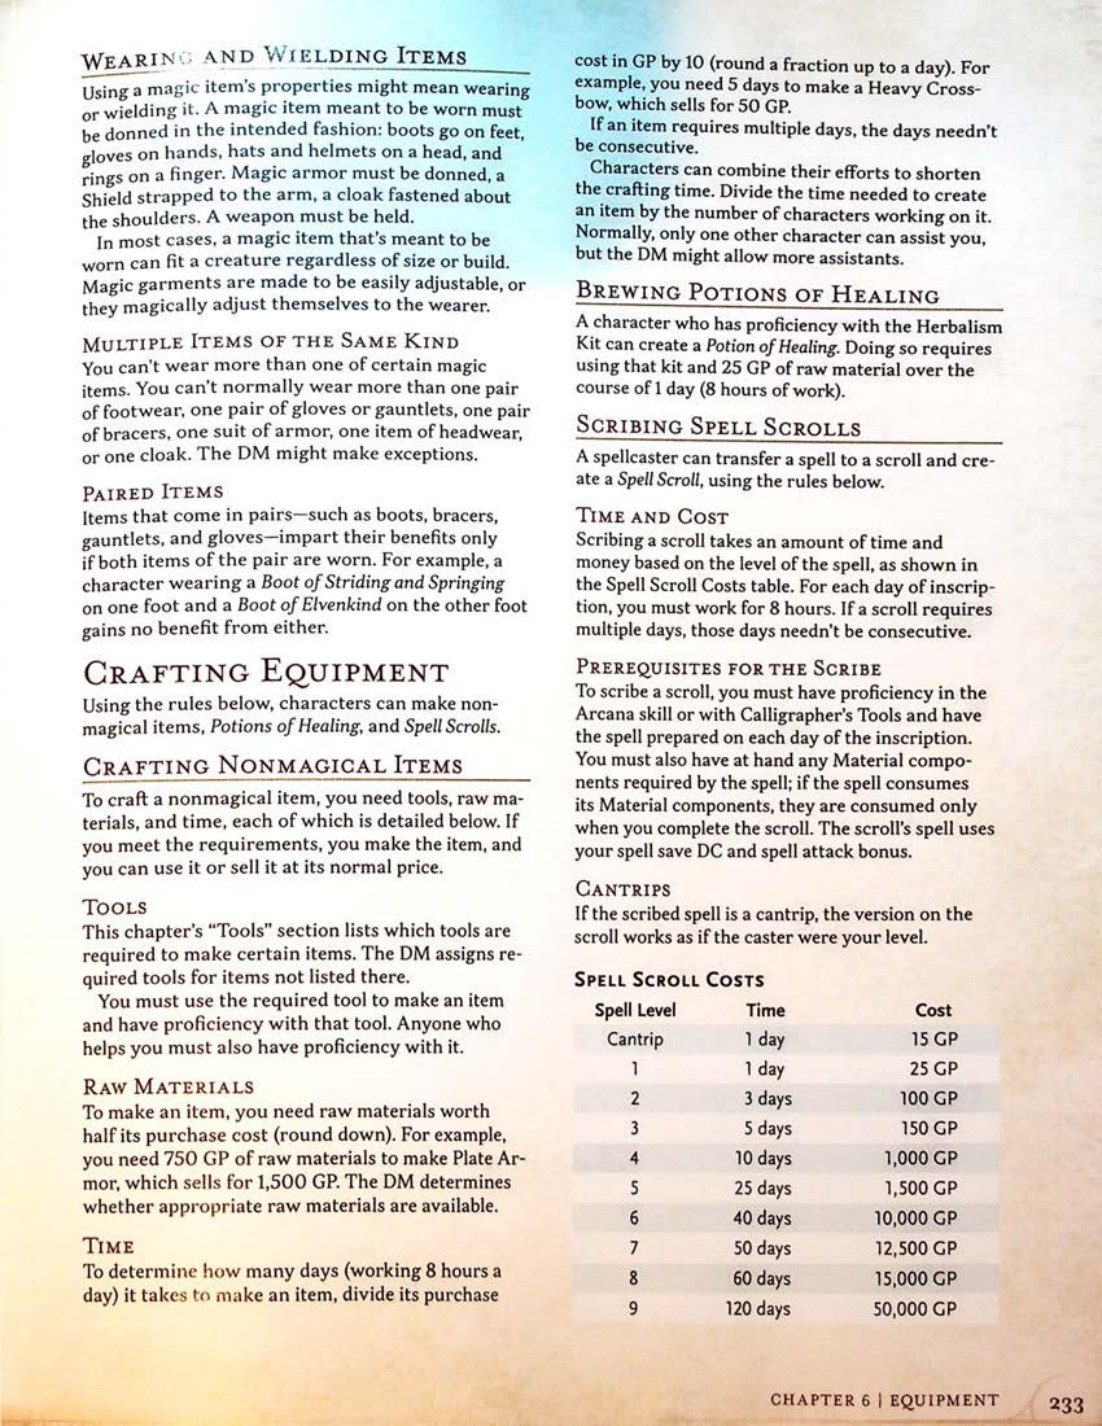 WEARING AND WIELDING ITEMS
Using a magic item's properties might mean wearing
or wielding it. A magic item meant to be worn must
be donned in the intended fashion: boots go on feet,
gloves on hands, hats and helmets on a head, and
rings on a finger. Magic armor must be donned, a
Shield strapped to the arm, a cloak fastened about
the shoulders. A weapon must be held.
In most cases, a magic item that's meant to be
worn can fit a creature regardless of size or build.
Magic garments are made to be easily adjustable, or
they magically adjust themselves to the wearer.
MULTIPLE ITEMS OF THE SAME KIND
You can't wear more than one of certain magic
items. You can't normally wear more than one pair
of footwear, one pair of gloves or gauntlets, one pair
of bracers, one suit of armor, one item of headwear,
or one cloak. The DM might make exceptions.
PAIRED ITEMS
Items that come in pairs—such as boots, bracers,
gauntlets, and gloves—impart their benefits only
if both items of the pair are worn. For example, a
character wearing a Boot of Striding and Springing
on one foot and a Boot of Elvenkind on the other foot
gains no benefit from either.
CRAFTING EQUIPMENT
Using the rules below, characters can make non-
magical items, Potions of Healing, and Spell Scrolls.
CRAFTING NONMAGICAL ITEMS
To craft a nonmagical item, you need tools, raw ma-
terials, and time, each of which is detailed below. If
you meet the requirements, you make the item, and
you can use it or sell it at its normal price.
TOOLS
This chapter's "Tools" section lists which tools are
required to make certain items. The DM assigns re-
quired tools for items not listed there.
You must use the required tool to make an item
and have proficiency with that tool. Anyone who
helps you must also have proficiency with it.
RAW MATERIALS
To make an item, you need raw materials worth
half its purchase cost (round down). For example,
you need 750 GP of raw materials to make Plate Ar-
mor, which sells for 1,500 GP. The DM determines
whether appropriate raw materials are available.
TIME
To determine how many days (working 8 hours a
day) it takes to make an item, divide its purchase
cost in GP by 10 (round a fraction up to a day). For
example, you need 5 days to make a Heavy Cross-
bow, which sells for 50 GP.
If an item requires multiple days, the days needn't
be consecutive.
Characters can combine their efforts to shorten
the crafting time. Divide the time needed to create
an item by the number of characters working on it.
Normally, only one other character can assist you,
but the DM might allow more assistants.
BREWING POTIONS OF HEALING
A character who has proficiency with the Herbalism
Kit can create a Potion of Healing. Doing so requires
using that kit and 25 GP of raw material over the
course of 1 day (8 hours of work).
SCRIBING SPELL SCROLLS
A spellcaster can transfer a spell to a scroll and cre-
ate a Spell Scroll, using the rules below.
TIME AND COST
Scribing a scroll takes an amount of time and
money based on the level of the spell, as shown in
the Spell Scroll Costs table. For each day of inscrip-
tion, you must work for 8 hours. If a scroll requires
multiple days, those days needn't be consecutive.
PREREQUISITES FOR THE SCRIBE
To scribe a scroll, you must have proficiency in the
Arcana skill or with Calligrapher's Tools and have
the spell prepared on each day of the inscription.
You must also have at hand any Material compo-
nents required by the spell; if the spell consumes
its Material components, they are consumed only
when you complete the scroll. The scroll's spell uses
your spell save DC and spell attack bonus.
CANTRIPS
If the scribed spell is a cantrip, the version on the
scroll works as if the caster were your level.
SPELL SCROLL COSTS
Spell Level Time Cost
Cantrip 1 day 15 GP
1 1 day 25 GP
2 3 days 100 GP
3 5 days 150 GP
4 10 days 1,000 GP
5 25 days 1,500 GP
6 40 days 10,000 GP
7 50 days 12,500 GP
8 60 days 15,000 GP
9 120 days 50,000 GP
CHAPTER 6 | EQUIPMENT 233